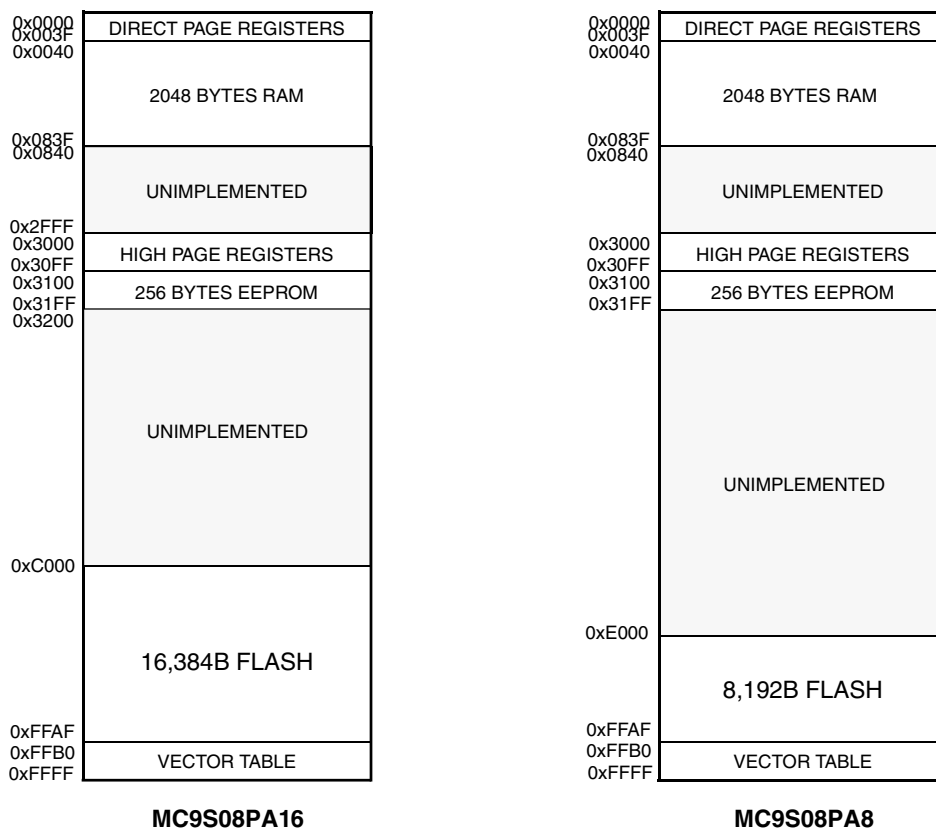 0x0000
0x003F
0x0040
DIRECT PAGE REGISTERS
2048 BYTES RAM
0x083F
0x0840
UNIMPLEMENTED
0x2FFF
0x3000
HIGH PAGE REGISTERS
0x30FF
0x3100
256 BYTES EEPROM
0x31FF
0x3200
UNIMPLEMENTED
0xC000
16,384B FLASH
0xFFAF
0xFFB0
VECTOR TABLE
0xFFFF
MC9S08PA16
0x0000
0x003F
0x0040
DIRECT PAGE REGISTERS
2048 BYTES RAM
0x083F
0x0840
UNIMPLEMENTED
0x3000
HIGH PAGE REGISTERS
0x30FF
0x3100
256 BYTES EEPROM
0x31FF
UNIMPLEMENTED
0xE000
8,192B FLASH
0xFFAF
0xFFB0
VECTOR TABLE
0xFFFF
MC9S08PA8